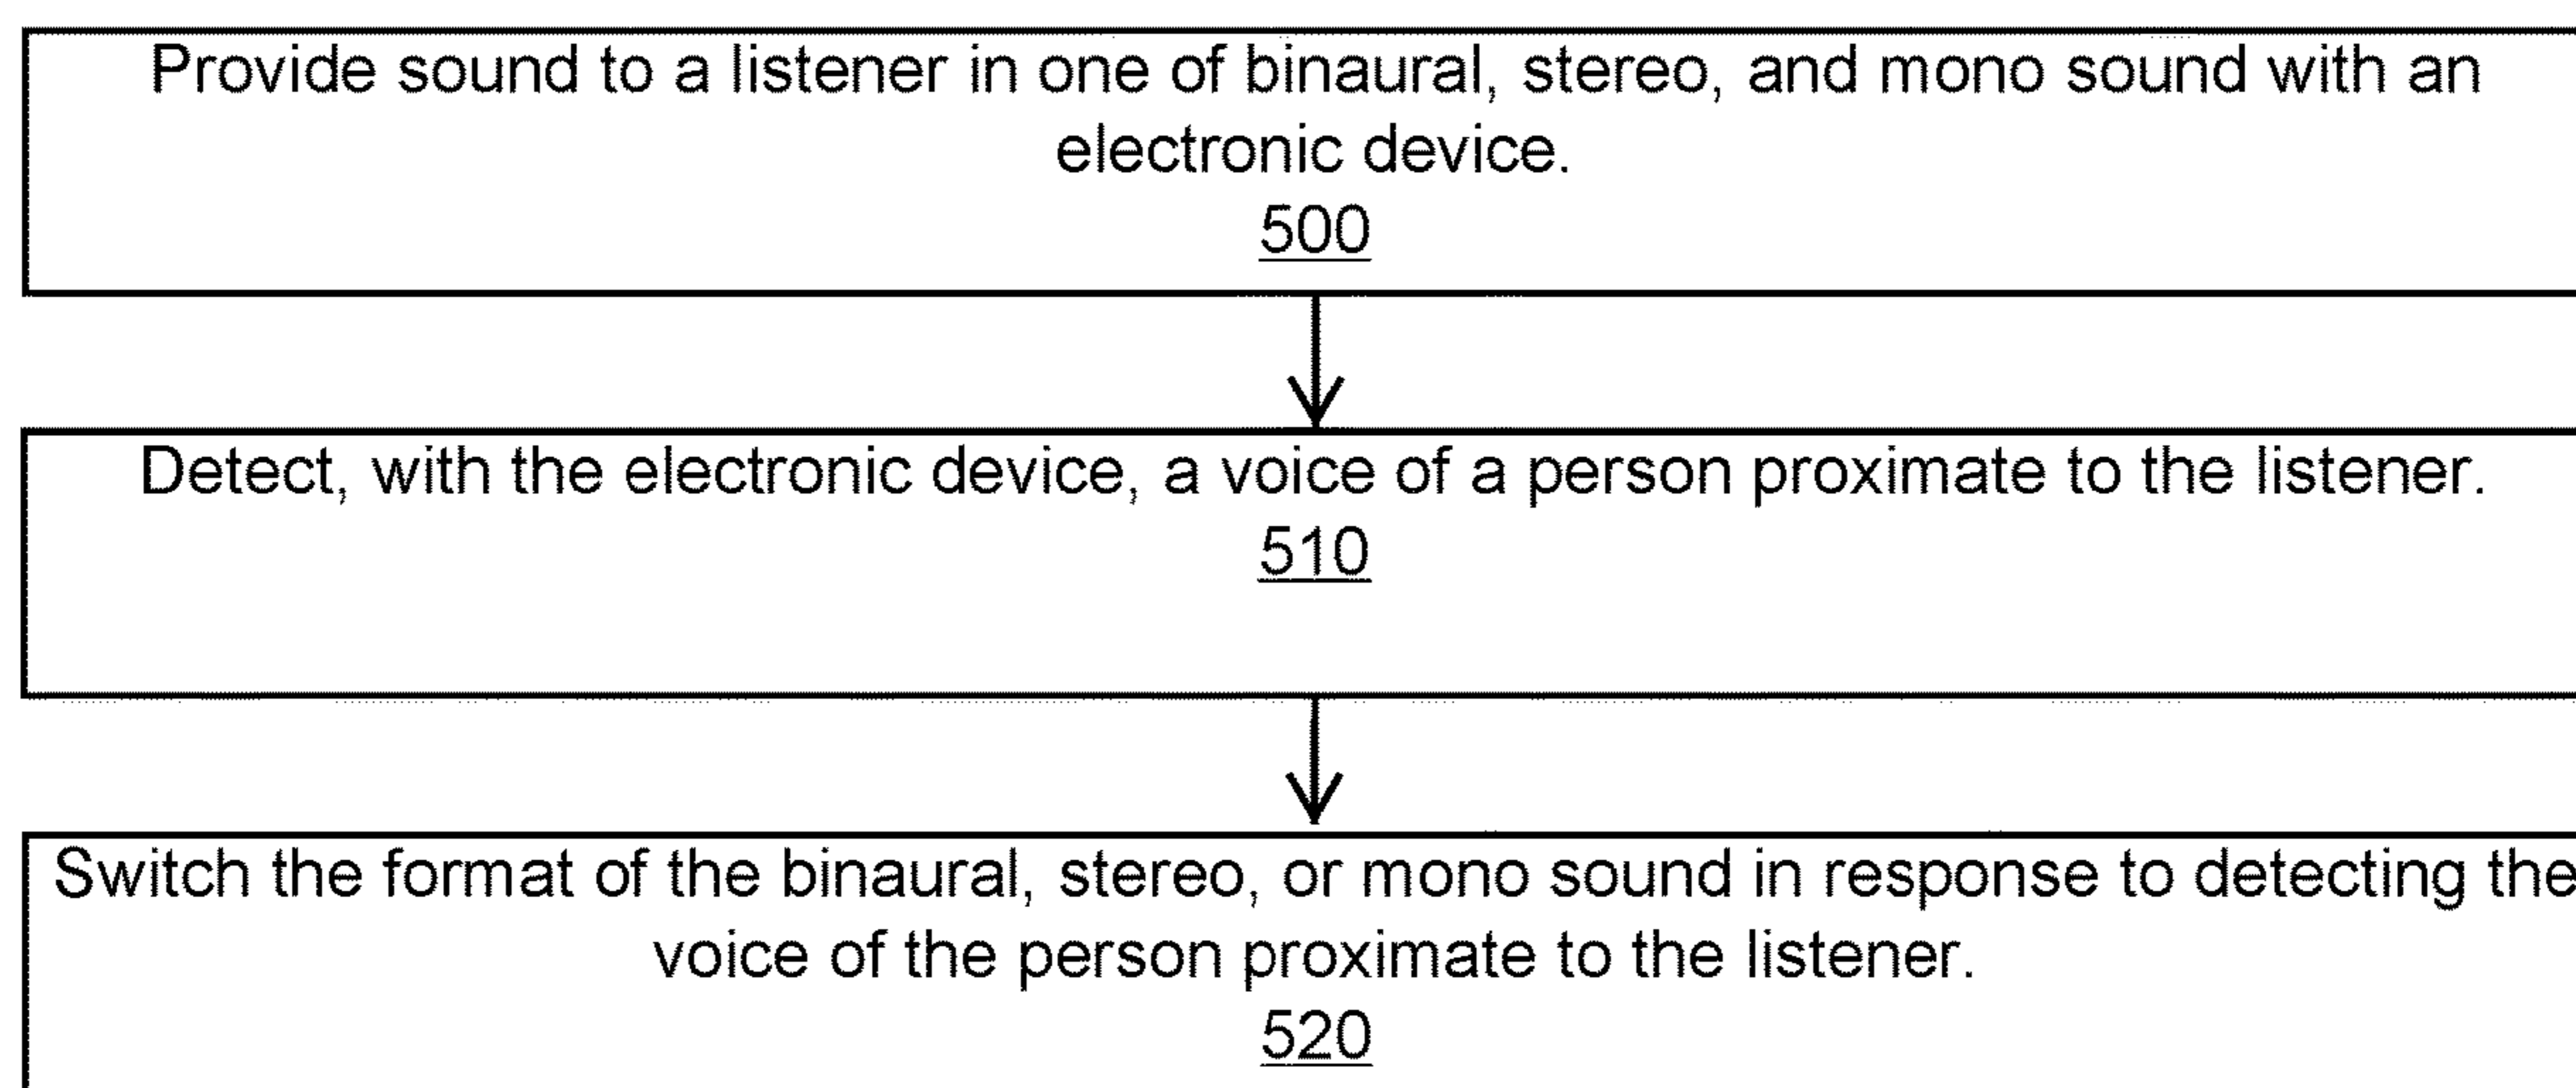 Provide sound to a listener in one of binaural, stereo, and mono sound with an
electronic device.
500
Detect, with the electronic device, a voice of a person proximate to the listener.
510
Switch the format of the binaural, stereo, or mono sound in response to detecting the
voice of the person proximate to the listener.
520